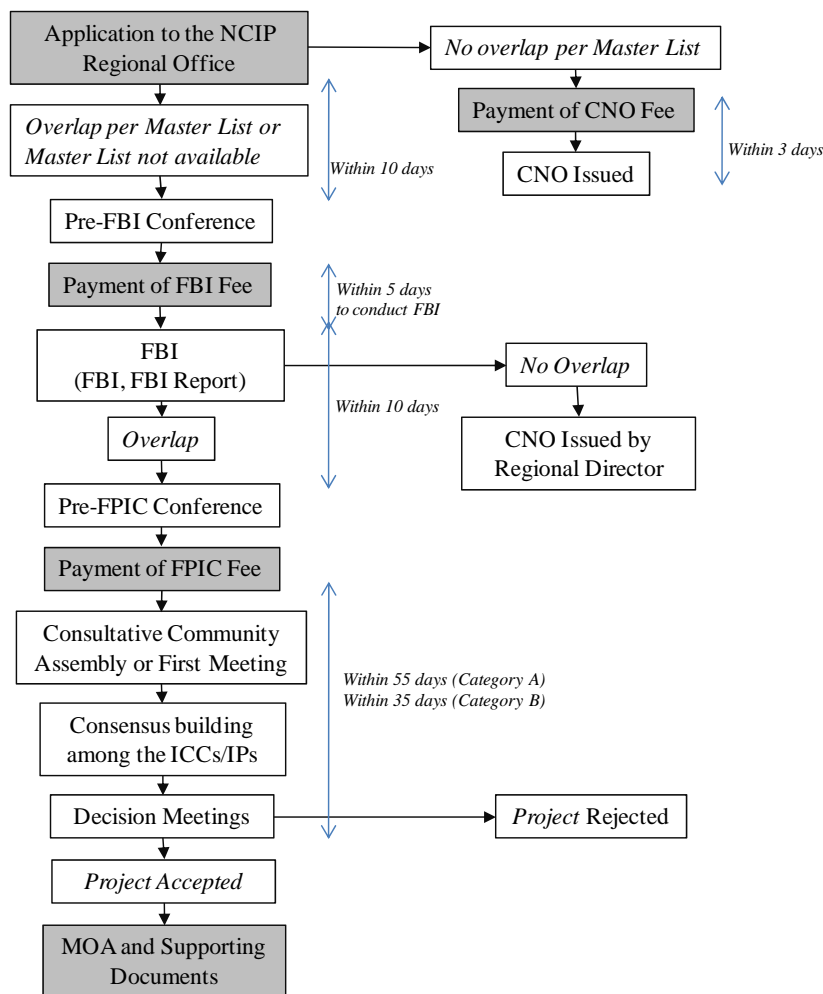 Application to the NCIP
Regional Office
No overlap per Master List
Payment of CNO Fee
Within 3 days
CNO Issued
Overlap per Master List or
Master List not available
Within 10 days
Pre-FBI Conference
Payment of FBI Fee
Within 5 days
to conduct FBI
FBI
(FBI, FBI Report)
No Overlap
Within 10 days
Overlap
CNO Issued by
Regional Director
Pre-FPIC Conference
Payment of FPIC Fee
Consultative Community
Assembly or First Meeting
Within 55 days (Category A)
Within 35 days (Category B)
Consensus building
among the ICCs/IPs
Decision Meetings
Project Rejected
Project Accepted
MOA and Supporting
Documents